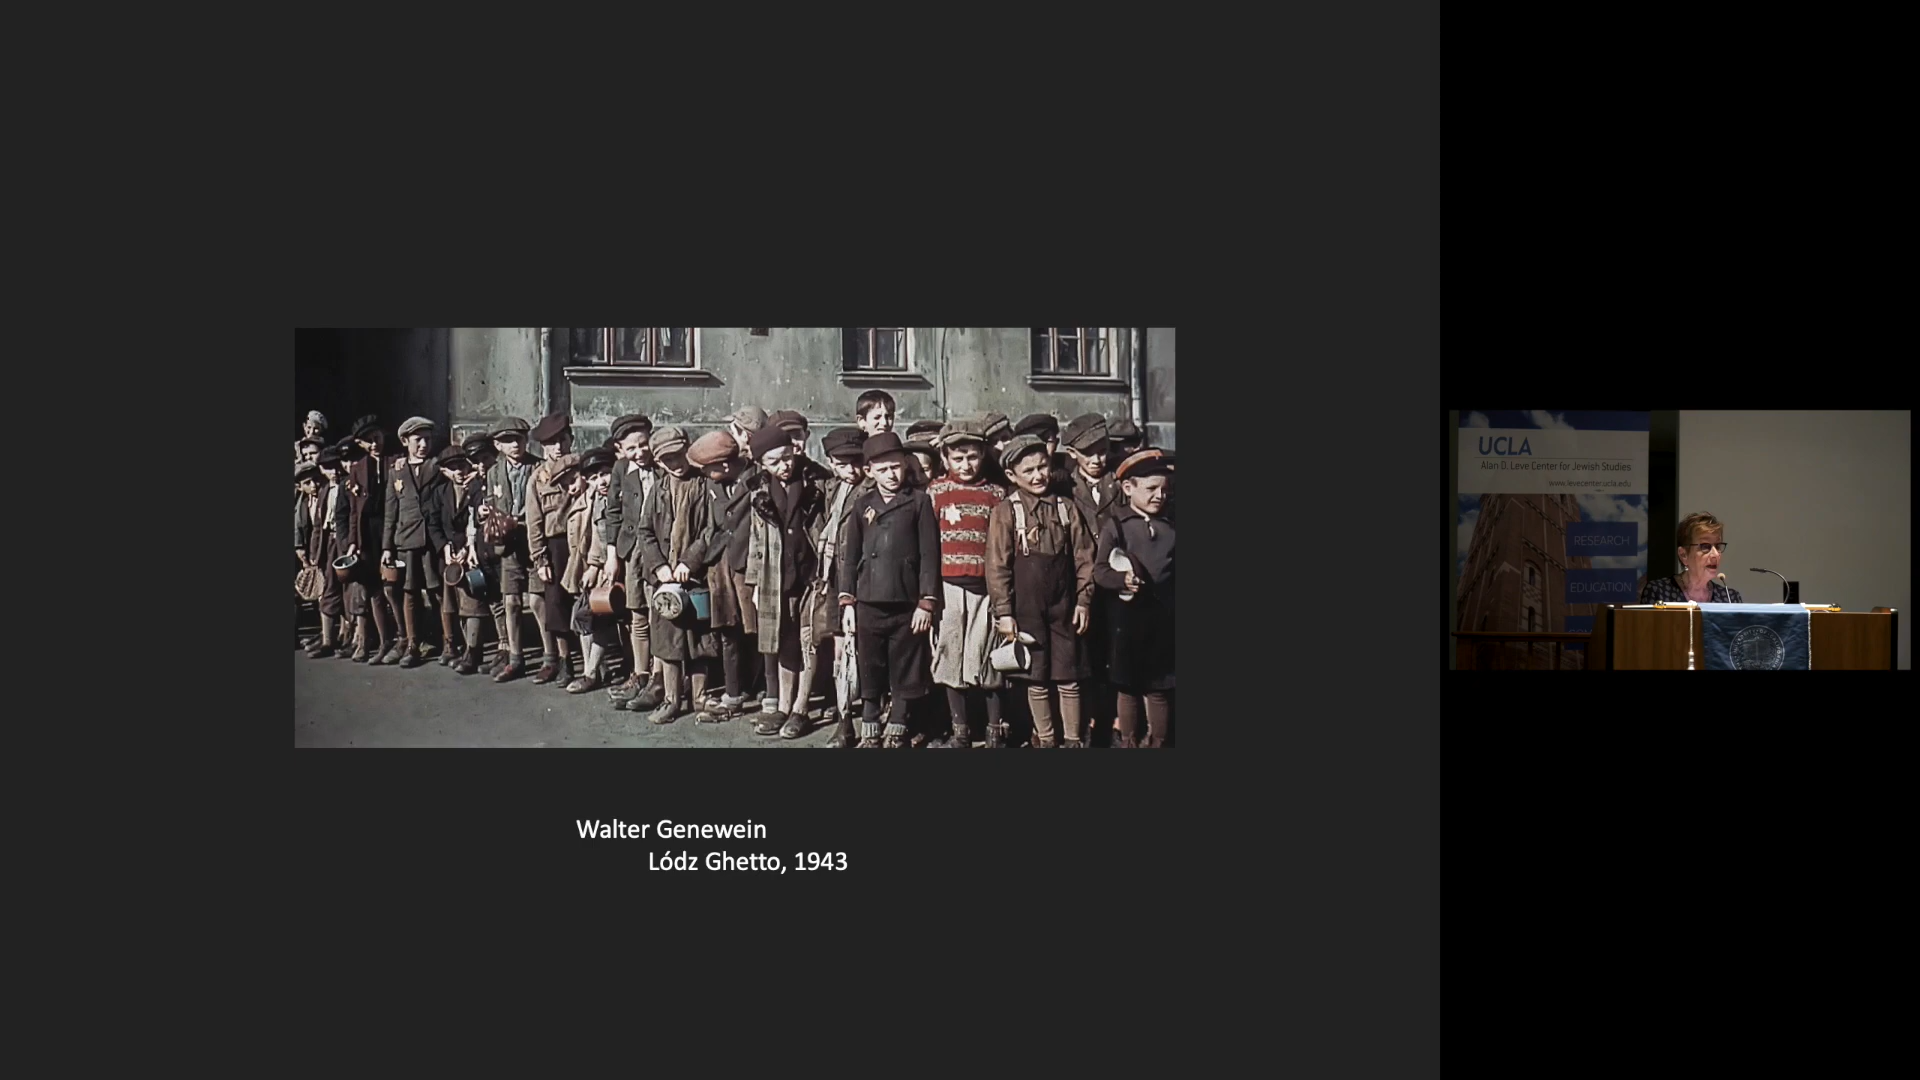 Walter Genewein
Lódz Ghetto, 1943
UCLA
Alan D. Leve Center for Jewish Studies
www.levecenter.ucla.edu
RESEARCH
EDUCATION